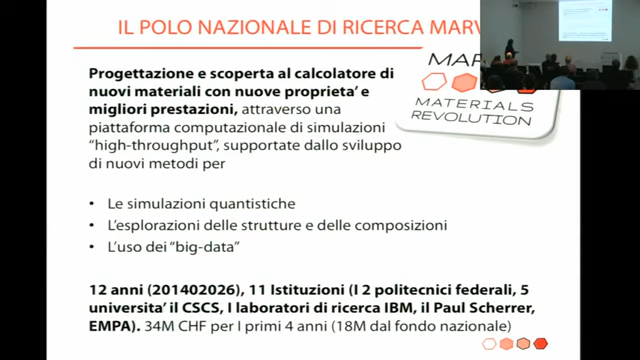 IL POLO NAZIONALE DI RICERCA MARV
Progettazione e scoperta al calcolatore di
nuovi materiali con nuove proprieta' e
migliori prestazioni, attraverso una
piattaforma computazionale di simulazioni
“high-throughput”, supportate dallo sviluppo
di nuovi metodi per
• Le simulazioni quantistiche
• L’esplorazioni delle strutture e delle composizioni
• L’uso dei “big-data”
12 anni (201402026), 11 Istituzioni (I 2 politecnici federali, 5
universita’ il CSCS, I laboratori di ricerca IBM, il Paul Scherrer,
EMPA). 34M CHF per I primi 4 anni (18M dal fondo nazionale)
MAR
MATERIALS
REVOLUTION